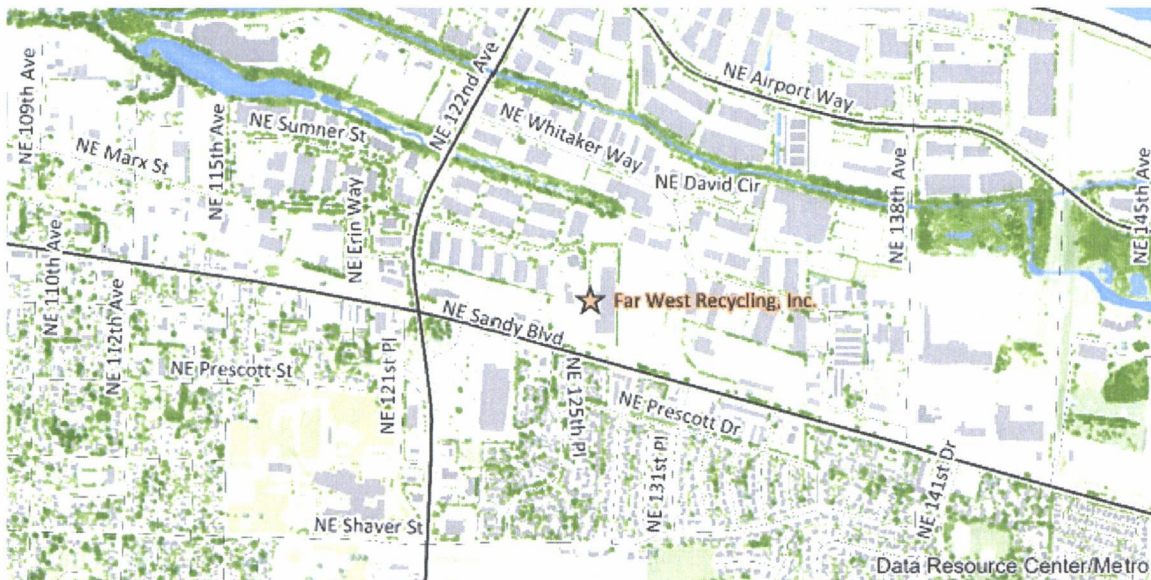 NE 109th Ave
NE Marx St
NE 115th Ave
NE Sumner St
NE 122nd Ave
NE Whitaker Way
NE Airport Way
NE David Cir
NE 138th Ave
NE 145th Ave
NE 110th Ave
NE 112th Ave
NE Erin Way
Far West Recycling, Inc.
NE Sandy Blvd
NE Prescott St
NE 121st Pl
NE 125th Pl
NE Prescott Dr
NE 131st Pl
NE 141st Dr
NE Shaver St
Data Resource Center/Metro